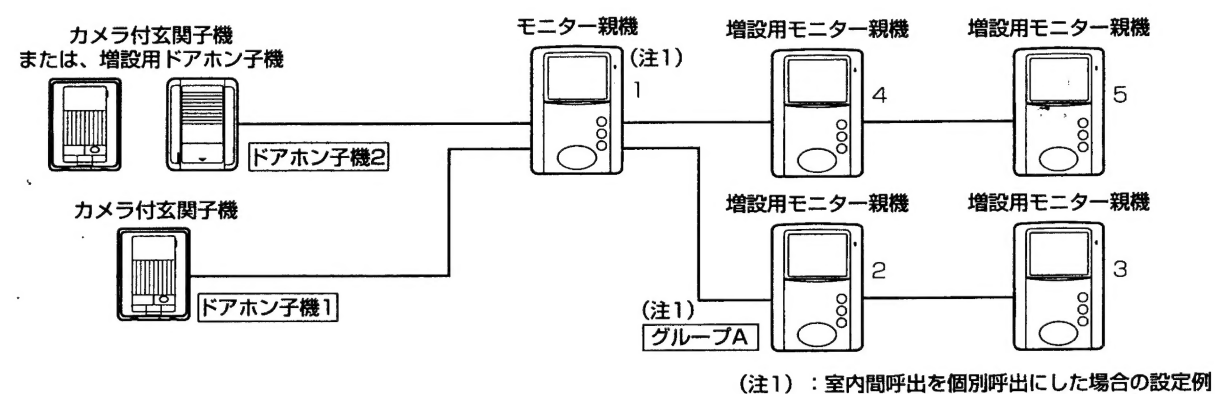 カメラ付玄関子機
または、増設用ドアホン子機
ドアホン子機2
カメラ付玄関子機
ドアホン子機1
モニター親機
(注1)
1
増設用モニター親機
4
増設用モニター親機
5
増設用モニター親機
2
増設用モニター親機
3
(注1)
グループA
(注1):室内間呼出を個別呼出にした場合の設定例